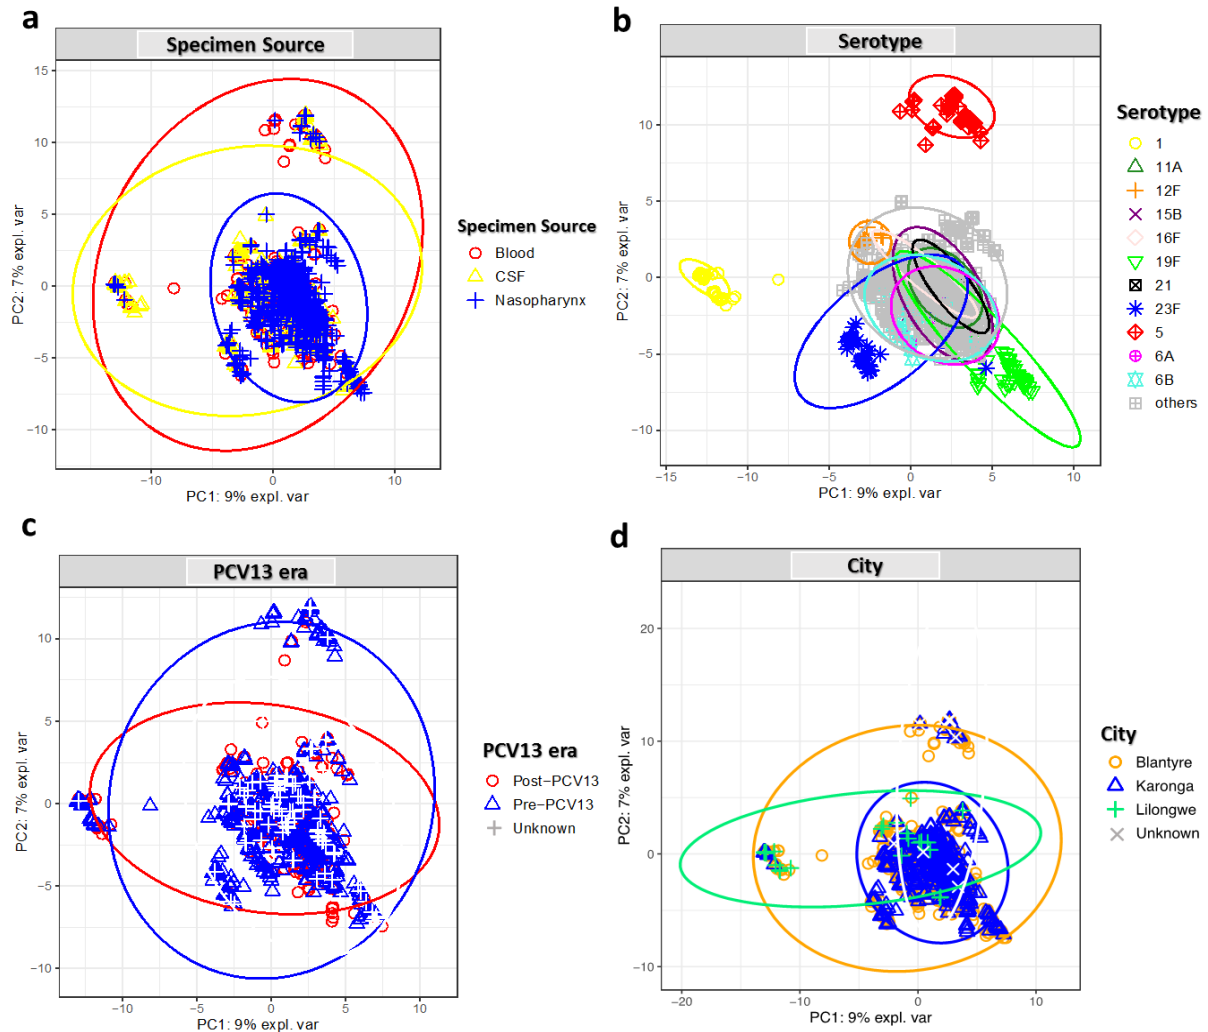 a
Specimen Source
15
10
5
0
−5
−10
−10
0
10
PC1: 9% expl. var
PC2: 7% expl. var
Specimen Source
Blood
CSF
Nasopharynx
b
Serotype
10
5
0
−5
−10
−15
−10
−5
0
5
10
PC1: 9% expl. var
PC2: 7% expl. var
Serotype
1
11A
12F
15B
16F
19F
21
23F
5
6A
6B
others
c
PCV13 era
10
5
0
−5
−10
−10
−5
0
5
10
PC1: 9% expl. var
PC2: 7% expl. var
PCV13 era
Post−PCV13
Pre−PCV13
Unknown
d
City
20
10
0
−10
−20
−10
0
10
PC1: 9% expl. var
PC2: 7% expl. var
City
Blantyre
Karonga
Lilongwe
Unknown